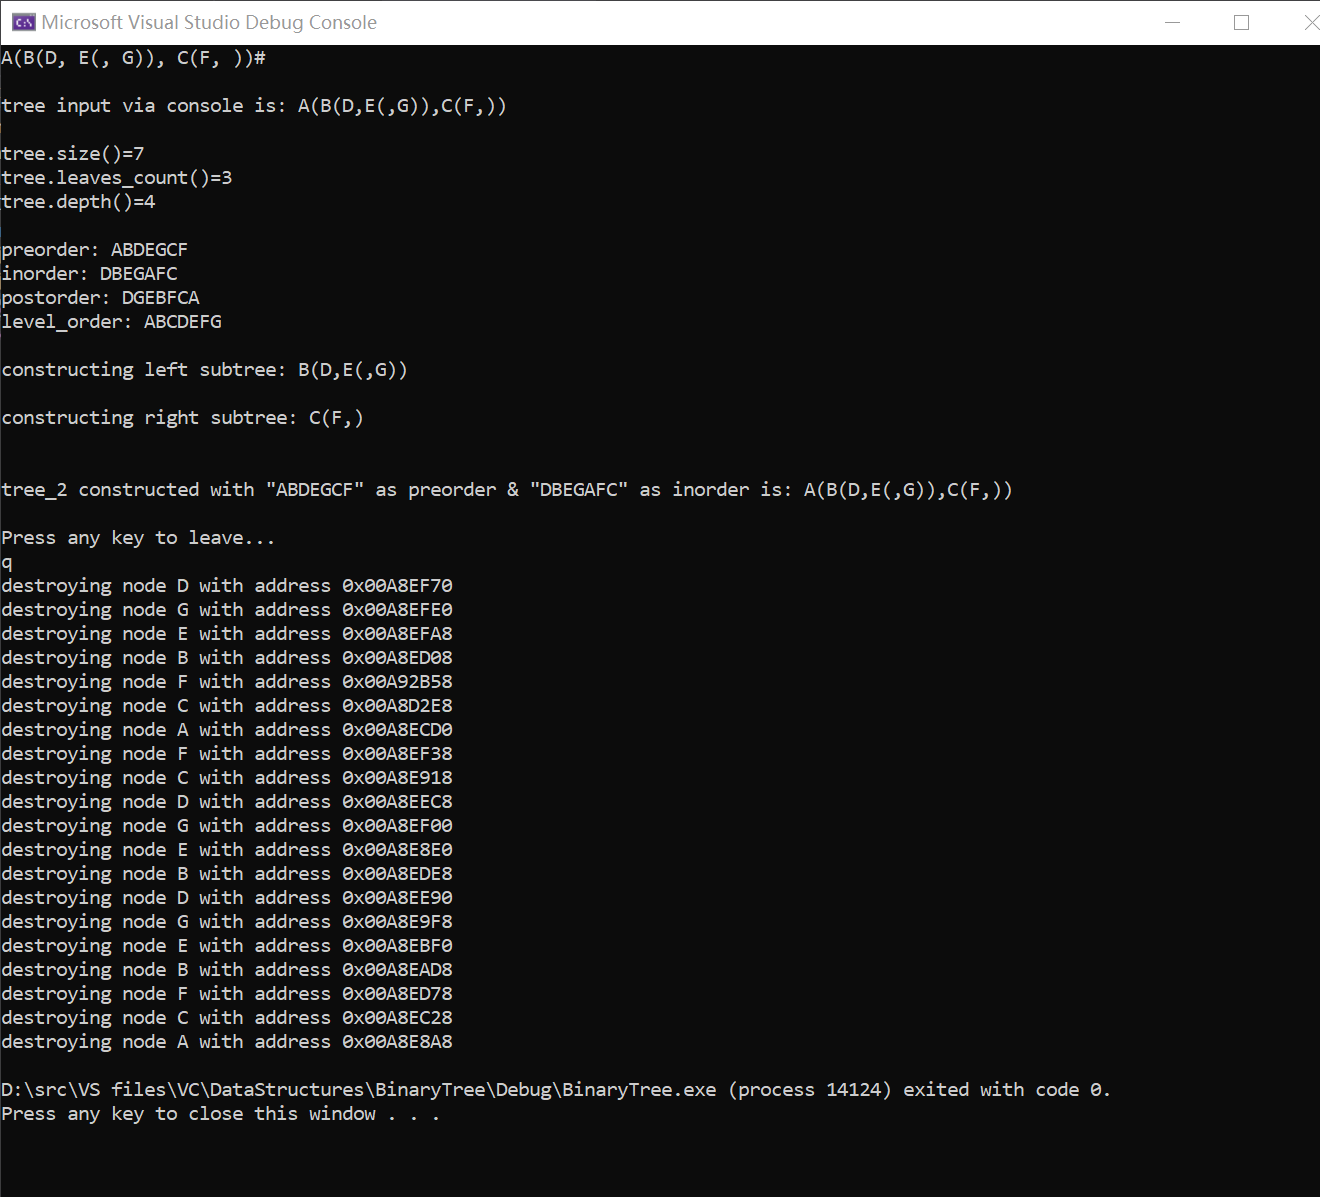 Microsoft Visual Studio Debug Console
A(B(D, E(, G)), C(F, ))#
tree input via console is: A(B(D,E(,G)),C(F,))
tree.size()=7
tree.leaves_count()=3
tree.depth()=4
preorder: ABDEGCF
inorder: DBEGAFC
postorder: DGEBFCA
level_order: ABCDEFG
constructing left subtree: B(D,E(,G))
constructing right subtree: C(F,)
tree_2 constructed with "ABDEGCF" as preorder & "DBEGAFC" as inorder is: A(B(D,E(,G)),C(F,))
Press any key to leave...
q
destroying node D with address 0x00A8EF70
destroying node G with address 0x00A8EFE0
destroying node E with address 0x00A8EFA8
destroying node B with address 0x00A8ED08
destroying node F with address 0x00A92B58
destroying node C with address 0x00A8D2E8
destroying node A with address 0x00A8ECD0
destroying node F with address 0x00A8EF38
destroying node C with address 0x00A8E918
destroying node D with address 0x00A8EEC8
destroying node G with address 0x00A8EF00
destroying node E with address 0x00A8E8E0
destroying node B with address 0x00A8EDE8
destroying node D with address 0x00A8EE90
destroying node G with address 0x00A8E9F8
destroying node E with address 0x00A8EBF0
destroying node B with address 0x00A8EAD8
destroying node F with address 0x00A8ED78
destroying node C with address 0x00A8EC28
destroying node A with address 0x00A8E8A8
D:\src\VS files\VC\DataStructures\BinaryTree\Debug\BinaryTree.exe (process 14124) exited with code 0.
Press any key to close this window . . .